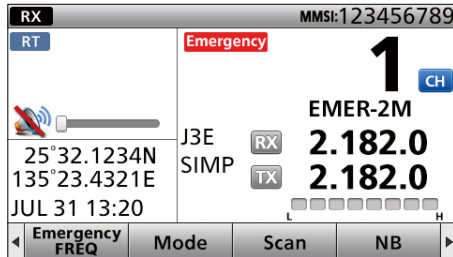 RX MMSI:123456789
RT Emergency 1 CH
EMER-2M
J3E RX 2.182.0
SIMP TX 2.182.0
25°32.1234N
135°23.4321E
JUL 31 13:20
L H
Emergency FREQ Mode Scan NB